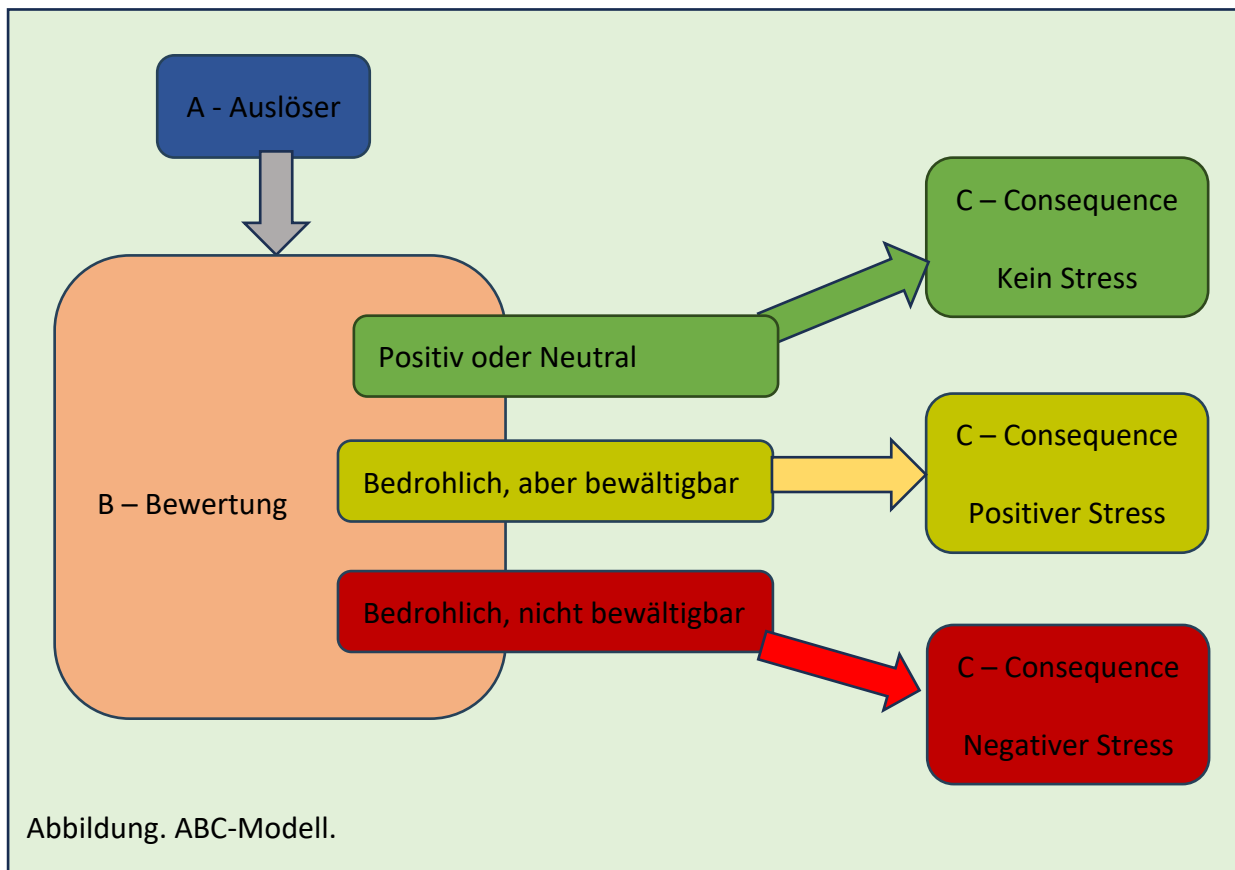 A - Auslöser
C – Consequence
Kein Stress
Positiv oder Neutral
C – Consequence
Positiver Stress
Bedrohlich, aber bewältigbar
B – Bewertung
Bedrohlich, nicht bewältigbar
C – Consequence
Negativer Stress
Abbildung. ABC-Modell.